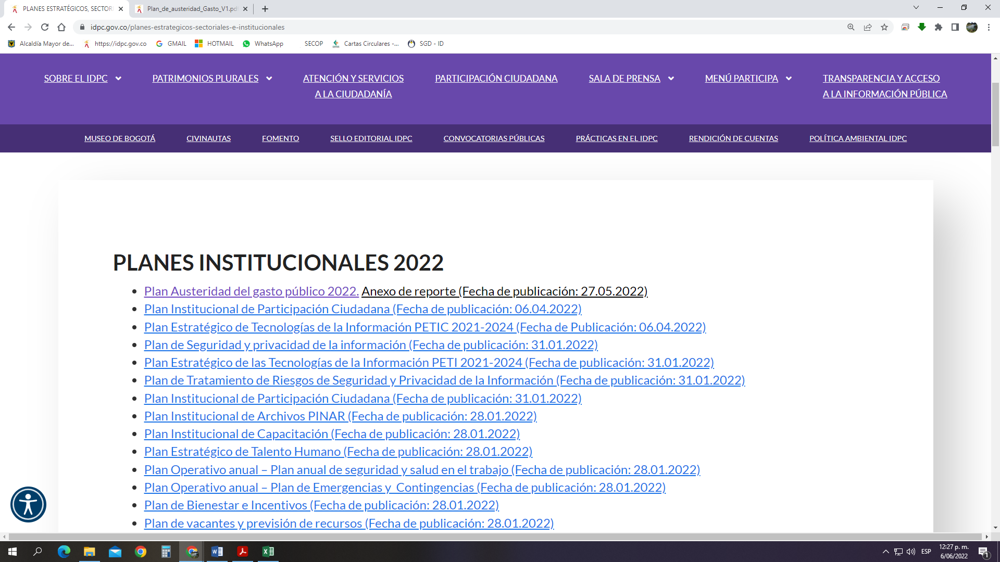 PLANES ESTRATÉGICOS, SECTOR
Plan_de_austeridad_Gasto_V1.pd
idpc.gov.co/planes-estrategicos-sectoriales-e-institucionales
Alcaldía Mayor de... https://idpc.gov.co GMAIL HOTMAIL WhatsApp SECOP Cartas Circulares -... SGD - ID
SOBRE EL IDPC PATRIMONIOS PLURALES ATENCIÓN Y SERVICIOS PARTICIPACIÓN CIUDADANA SALA DE PRENSA MENÚ PARTICIPA TRANSPARENCIA Y ACCESO
A LA CIUDADANÍA A LA INFORMACIÓN PÚBLICA
MUSEO DE BOGOTÁ CIVINAUTAS FOMENTO SELLO EDITORIAL IDPC CONVOCATORIAS PÚBLICAS PRÁCTICAS EN EL IDPC RENDICIÓN DE CUENTAS POLÍTICA AMBIENTAL IDPC
PLANES INSTITUCIONALES 2022
Plan Austeridad del gasto público 2022. Anexo de reporte (Fecha de publicación: 27.05.2022)
Plan Institucional de Participación Ciudadana (Fecha de publicación: 06.04.2022)
Plan Estratégico de Tecnologías de la Información PETIC 2021-2024 (Fecha de Publicación: 06.04.2022)
Plan de Seguridad y privacidad de la información (Fecha de publicación: 31.01.2022)
Plan Estratégico de las Tecnologías de la Información PETI 2021-2024 (Fecha de publicación: 31.01.2022)
Plan de Tratamiento de Riesgos de Seguridad y Privacidad de la Información (Fecha de publicación: 31.01.2022)
Plan Institucional de Participación Ciudadana (Fecha de publicación: 31.01.2022)
Plan Institucional de Archivos PINAR (Fecha de publicación: 28.01.2022)
Plan Institucional de Capacitación (Fecha de publicación: 28.01.2022)
Plan Estratégico de Talento Humano (Fecha de publicación: 28.01.2022)
Plan Operativo anual – Plan anual de seguridad y salud en el trabajo (Fecha de publicación: 28.01.2022)
Plan Operativo anual – Plan de Emergencias y Contingencias (Fecha de publicación: 28.01.2022)
Plan de Bienestar e Incentivos (Fecha de publicación: 28.01.2022)
Plan de vacantes y previsión de recursos (Fecha de publicación: 28.01.2022)
ESP
12:27 p. m.
6/06/2022
1